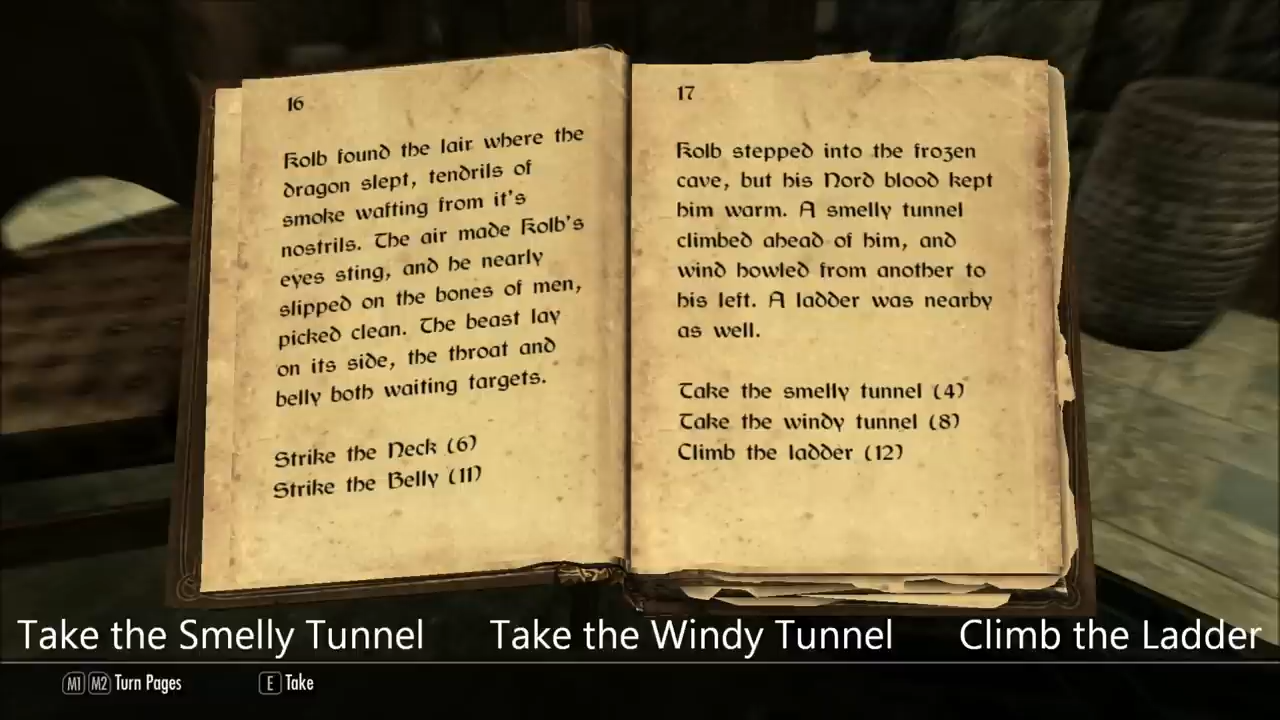 16
Kolb found the lair where the
dragon slept, tendrils of
smoke wafting from it's
nostrils. The air made Kolb's
eyes sting, and he nearly
slipped on the bones of men,
picked clean. The beast lay
on its side, the throat and
belly both waiting targets.
Strike the Neck (6)
Strike the Belly (11)
17
Kolb stepped into the frozen
cave, but his Nord blood kept
him warm. A smelly tunnel
climbed ahead of him, and
wind howled from another to
his left. A ladder was nearby
as well.
Take the smelly tunnel (4)
Take the windy tunnel (8)
Climb the ladder (12)
Take the Smelly Tunnel Take the Windy Tunnel Climb the Ladder
M1 M2 Turn Pages E Take